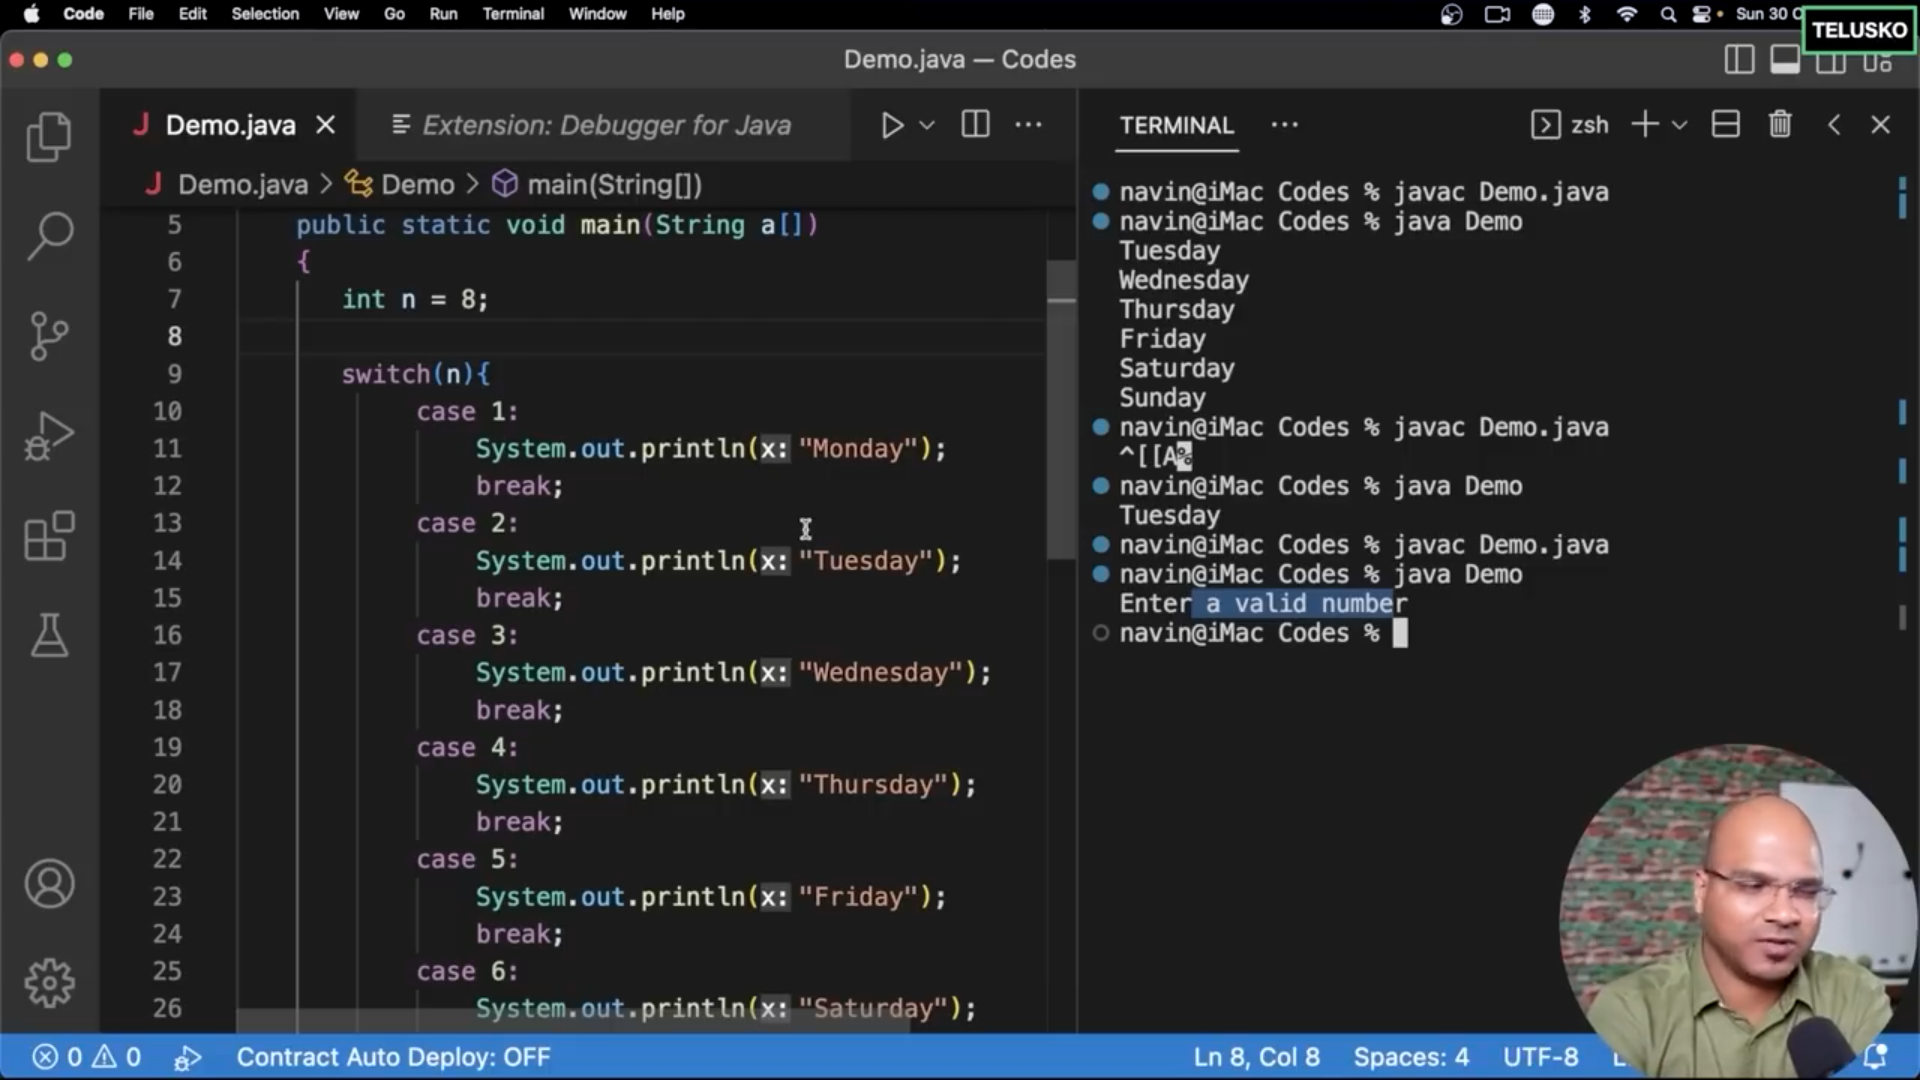 Code File Edit Selection View Go Run Terminal Window Help Sun 30
TELUSKO
Demo.java — Codes
Demo.java Extension: Debugger for Java
Demo.java > Demo > main(String[])
5 public static void main(String a[])
6 {
7 int n = 8;
8
9 switch(n){
10 case 1:
11 System.out.println(x: "Monday");
12 break;
13 case 2:
14 System.out.println(x: "Tuesday");
15 break;
16 case 3:
17 System.out.println(x: "Wednesday");
18 break;
19 case 4:
20 System.out.println(x: "Thursday");
21 break;
22 case 5:
23 System.out.println(x: "Friday");
24 break;
25 case 6:
26 System.out.println(x: "Saturday");
TERMINAL ··· zsh
navin@iMac Codes % javac Demo.java
navin@iMac Codes % java Demo
Tuesday
Wednesday
Thursday
Friday
Saturday
Sunday
navin@iMac Codes % javac Demo.java
^[[A%
navin@iMac Codes % java Demo
Tuesday
navin@iMac Codes % javac Demo.java
navin@iMac Codes % java Demo
Enter a valid number
navin@iMac Codes %
0 0 Contract Auto Deploy: OFF Ln 8, Col 8 Spaces: 4 UTF-8